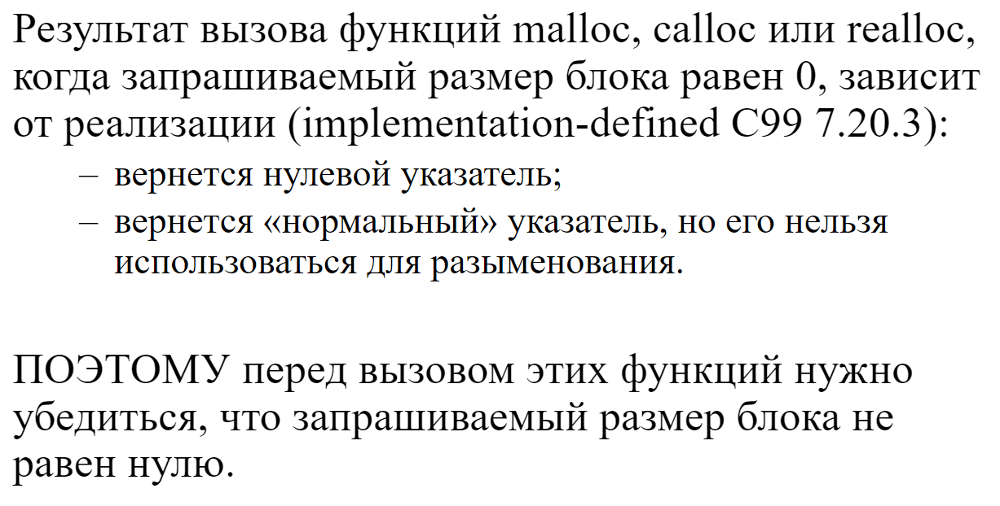 Результат вызова функций malloc, calloc или realloc,
когда запрашиваемый размер блока равен 0, зависит
от реализации (implementation-defined C99 7.20.3):
– вернется нулевой указатель;
– вернется «нормальный» указатель, но его нельзя
использоваться для разыменования.
ПОЭТОМУ перед вызовом этих функций нужно
убедиться, что запрашиваемый размер блока не
равен нулю.